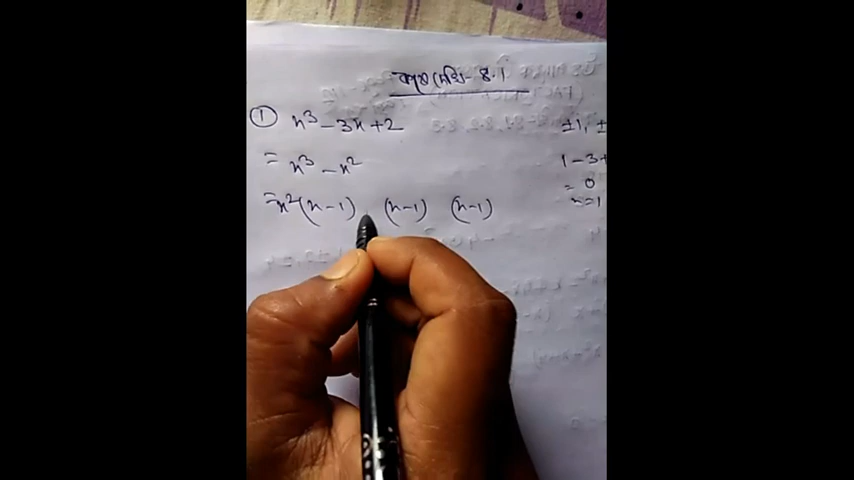 কষে দেখি - 8.1
① x³ - 3x + 2
= x³ - x²
= x²(x-1) (x-1) (x-1)
±1, ±
1 - 3 +
= 0
x = 1